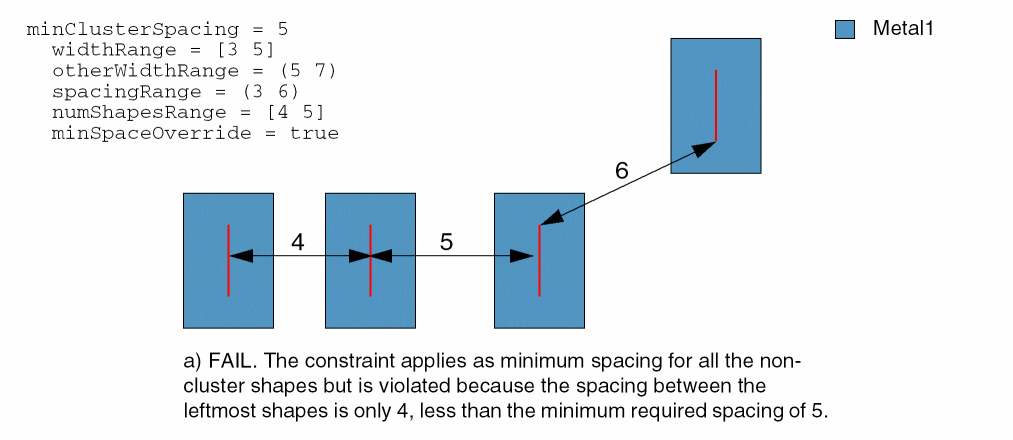 minClusterSpacing = 5
widthRange = [3 5]
otherWidthRange = (5 7)
spacingRange = (3 6)
numShapesRange = [4 5]
minSpaceOverride = true
Metal1
6
4
5
a) FAIL. The constraint applies as minimum spacing for all the non-
cluster shapes but is violated because the spacing between the
leftmost shapes is only 4, less than the minimum required spacing of 5.